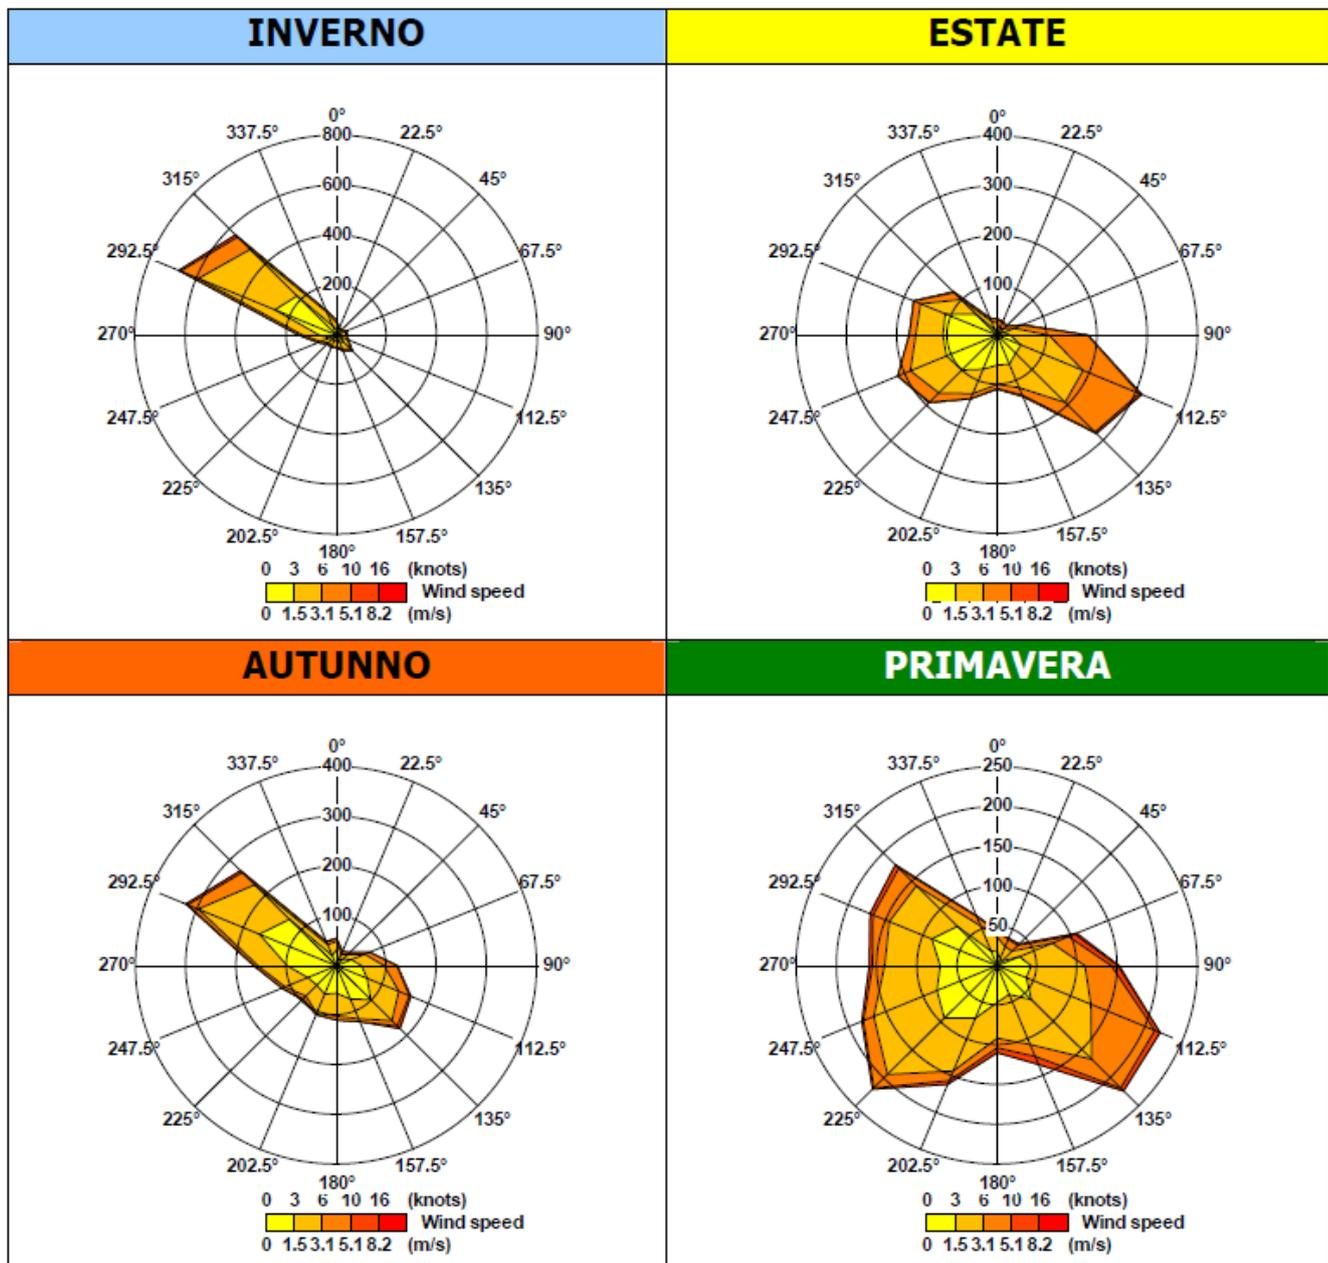 INVERNO
0°
337.5° 800 22.5°
315° 600 45°
292.5° 400 67.5°
200
270° 90°
247.5° 112.5°
225° 135°
202.5° 157.5°
180°
0 3 6 10 16 (knots)
Wind speed
0 1.5 3.1 5.1 8.2 (m/s)
ESTATE
0°
337.5° 400 22.5°
315° 300 45°
292.5° 200 67.5°
100
270° 90°
247.5° 112.5°
225° 135°
202.5° 157.5°
180°
0 3 6 10 16 (knots)
Wind speed
0 1.5 3.1 5.1 8.2 (m/s)
AUTUNNO
0°
337.5° 400 22.5°
315° 300 45°
292.5° 200 67.5°
100
270° 90°
247.5° 112.5°
225° 135°
202.5° 157.5°
180°
0 3 6 10 16 (knots)
Wind speed
0 1.5 3.1 5.1 8.2 (m/s)
PRIMAVERA
0°
337.5° 250 22.5°
315° 200 45°
150
292.5° 100 67.5°
50
270° 90°
247.5° 112.5°
225° 135°
202.5° 157.5°
180°
0 3 6 10 16 (knots)
Wind speed
0 1.5 3.1 5.1 8.2 (m/s)